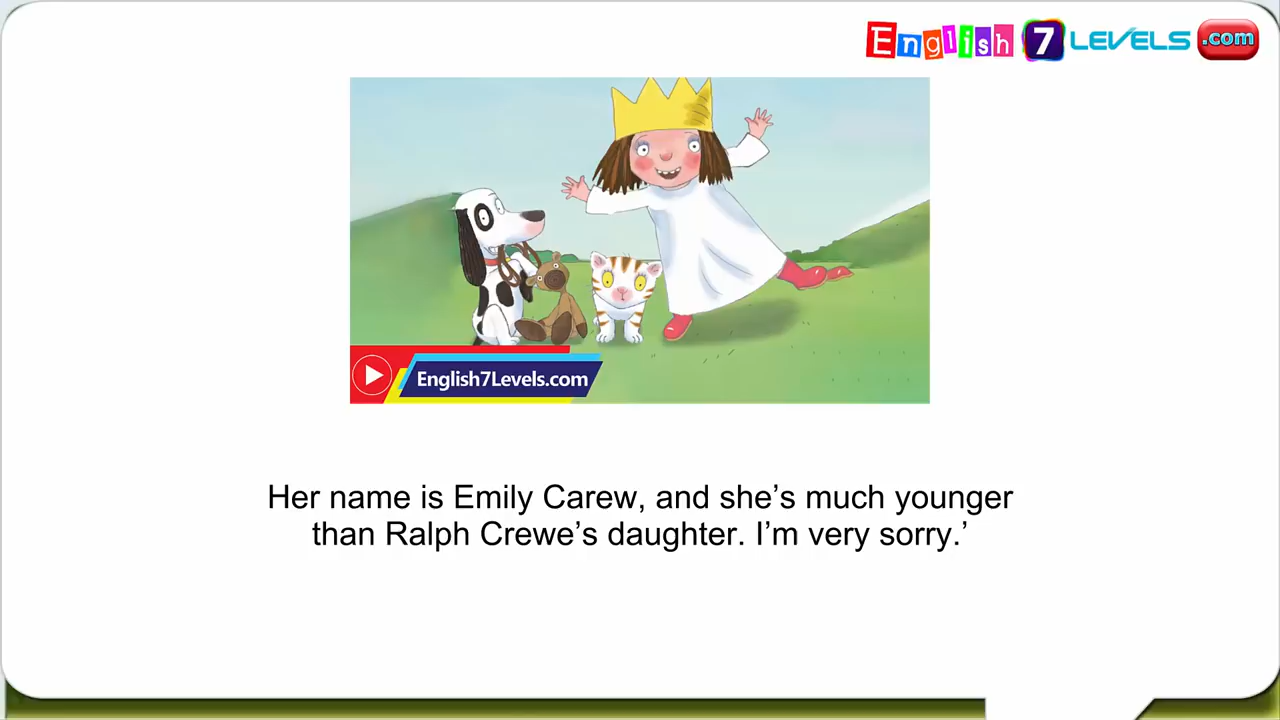 English 7 LEVELS .com
English7Levels.com
Her name is Emily Carew, and she’s much younger
than Ralph Crewe’s daughter. I’m very sorry.’